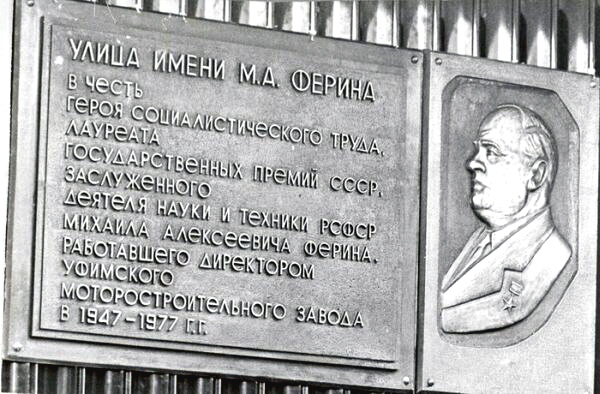 УЛИЦА ИМЕНИ М.А. ФЕРИНА
В ЧЕСТЬ
ГЕРОЯ СОЦИАЛИСТИЧЕСКОГО ТРУДА,
ЛАУРЕАТА
ГОСУДАРСТВЕННЫХ ПРЕМИЙ СССР,
ЗАСЛУЖЕННОГО
ДЕЯТЕЛЯ НАУКИ И ТЕХНИКИ РСФСР
МИХАИЛА АЛЕКСЕЕВИЧА ФЕРИНА,
РАБОТАВШЕГО ДИРЕКТОРОМ
УФИМСКОГО
МОТОРОСТРОИТЕЛЬНОГО ЗАВОДА
В 1947-1977 Г.Г.